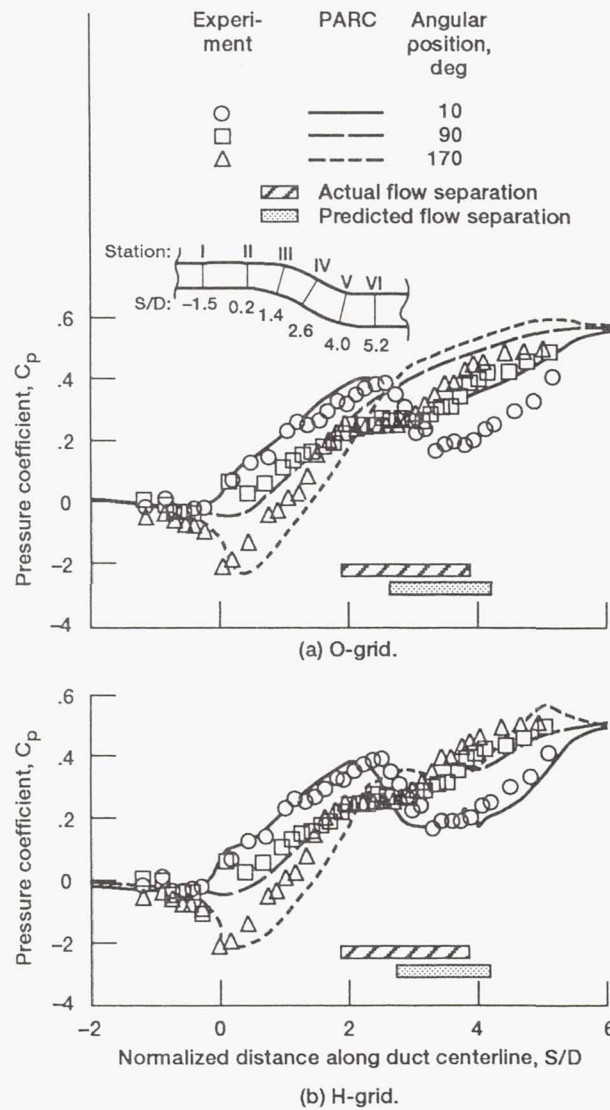 Experi-
ment
PARC
Angular
position,
deg
10
90
170
Actual flow separation
Predicted flow separation
Station: I II III IV V VI
S/D: –1.5 0.2 1.4 2.6 4.0 5.2
Pressure coefficient, Cp
.6
.4
.2
0
–2
–4
(a) O-grid.
Pressure coefficient, Cp
.6
.4
.2
0
–2
–4
–2 0 2 4 6
Normalized distance along duct centerline, S/D
(b) H-grid.